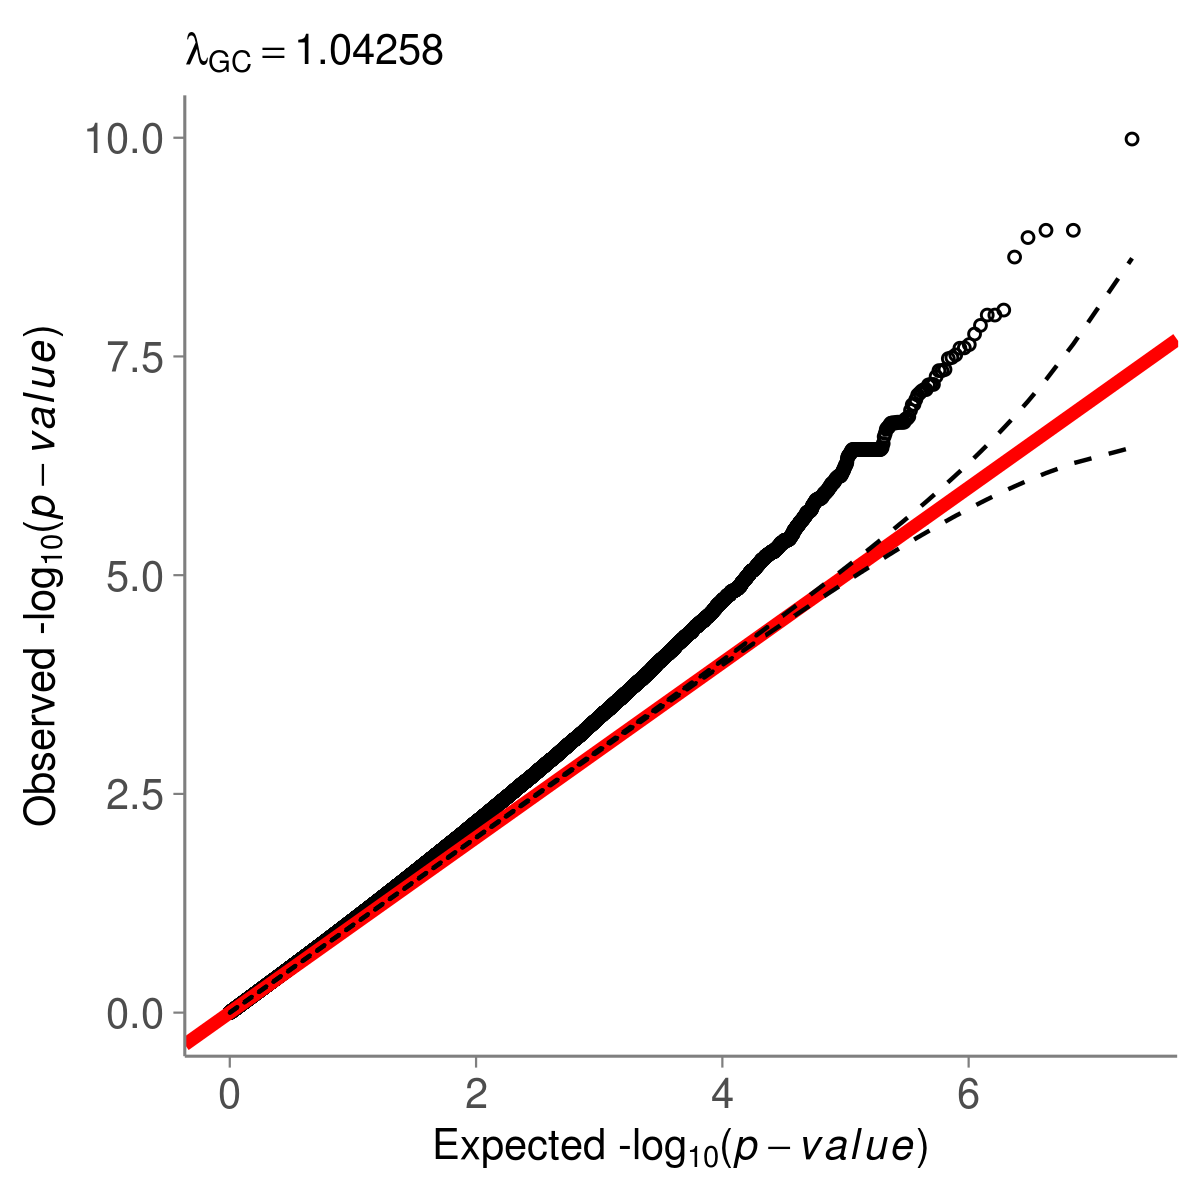 λGC = 1.04258
10.0
7.5
5.0
2.5
0.0
Observed -log10(p − value)
0 2 4 6
Expected -log10(p − value)